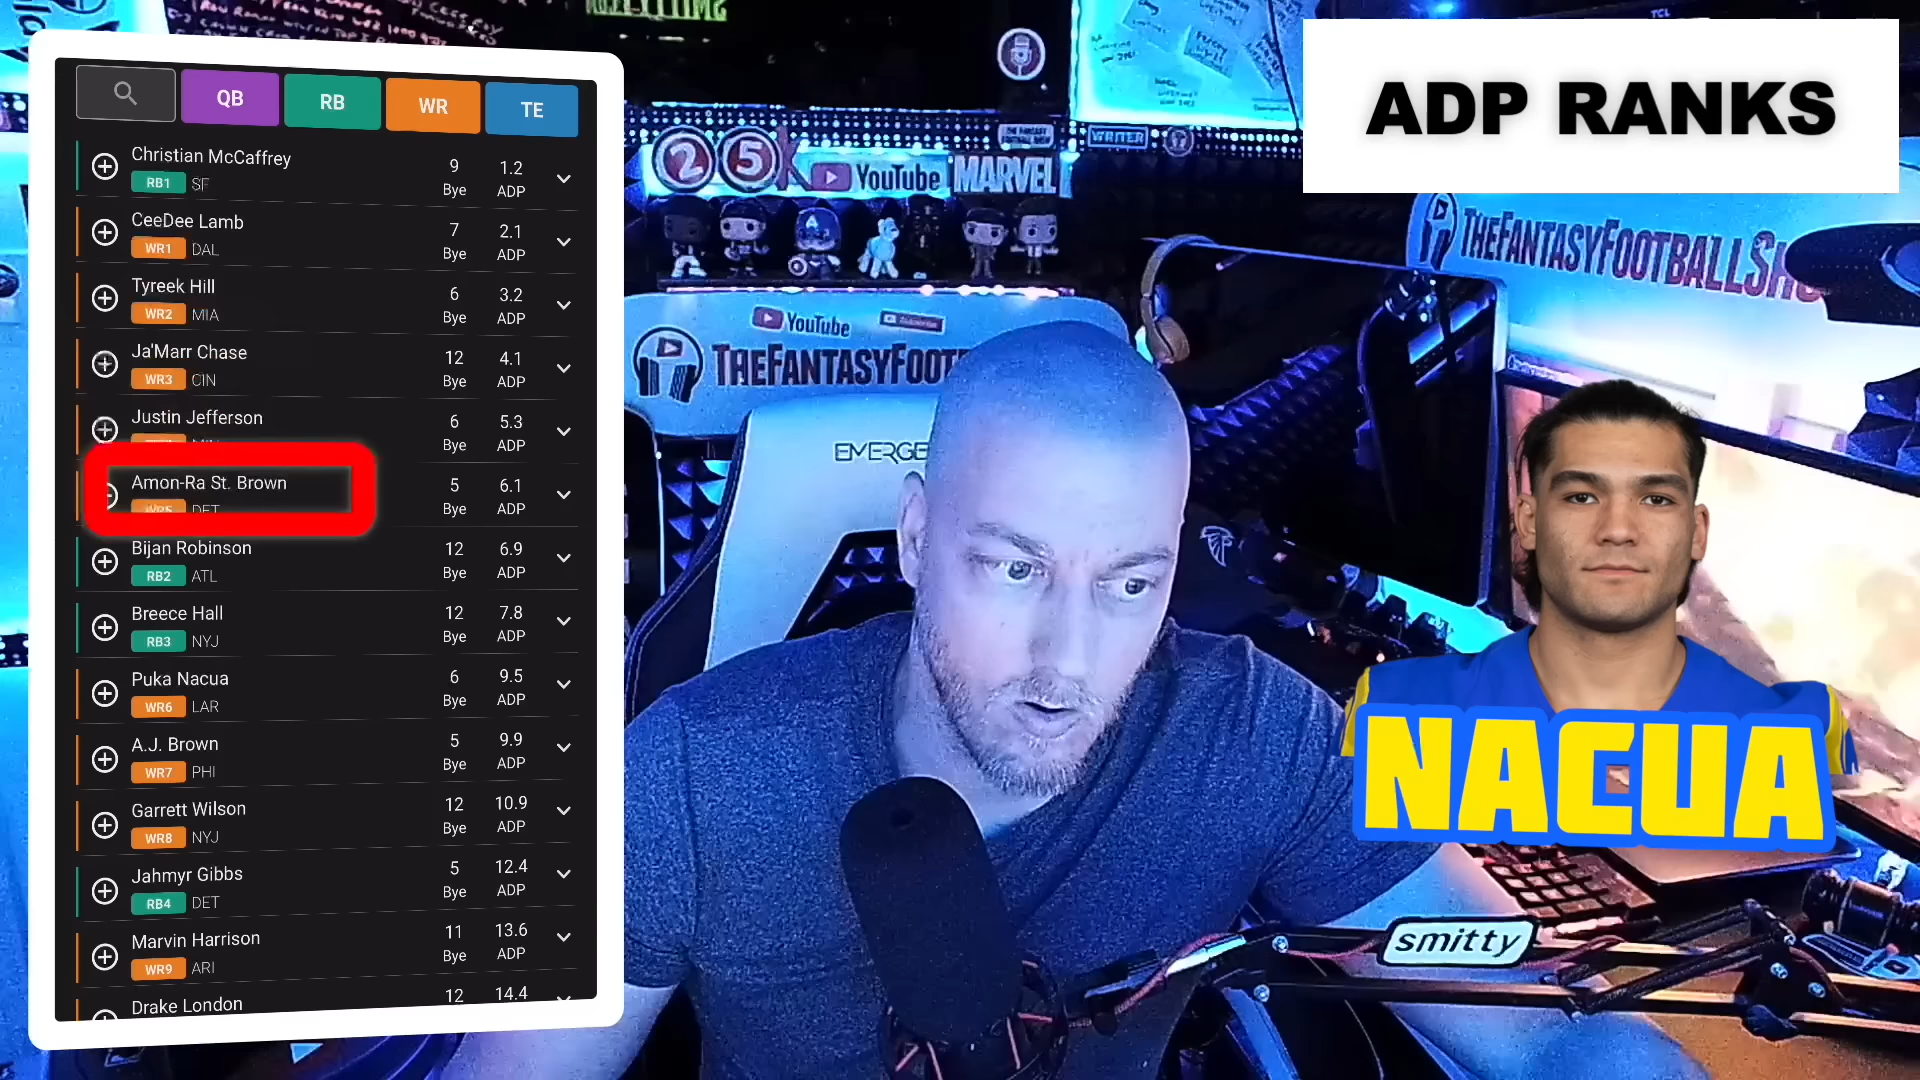 QB
RB
WR
TE
Christian McCaffrey
RB1 SF
9
Bye
1.2
ADP
CeeDee Lamb
WR1 DAL
7
Bye
2.1
ADP
Tyreek Hill
WR2 MIA
6
Bye
3.2
ADP
Ja'Marr Chase
WR3 CIN
12
Bye
4.1
ADP
Justin Jefferson
6
Bye
5.3
ADP
Amon-Ra St. Brown
WR5 DET
5
Bye
6.1
ADP
Bijan Robinson
RB2 ATL
12
Bye
6.9
ADP
Breece Hall
RB3 NYJ
12
Bye
7.8
ADP
Puka Nacua
WR6 LAR
6
Bye
9.5
ADP
A.J. Brown
WR7 PHI
5
Bye
9.9
ADP
Garrett Wilson
WR8 NYJ
12
Bye
10.9
ADP
Jahmyr Gibbs
RB4 DET
5
Bye
12.4
ADP
Marvin Harrison
WR9 ARI
11
Bye
13.6
ADP
Drake London
12
14.4
ADP RANKS
TCL
WRITER
25K
YouTube
MARVEL
THEFANTASYFOOTBALLSHO
YouTube
THEFANTASYFOOT
EMERGE
NACUA
smitty